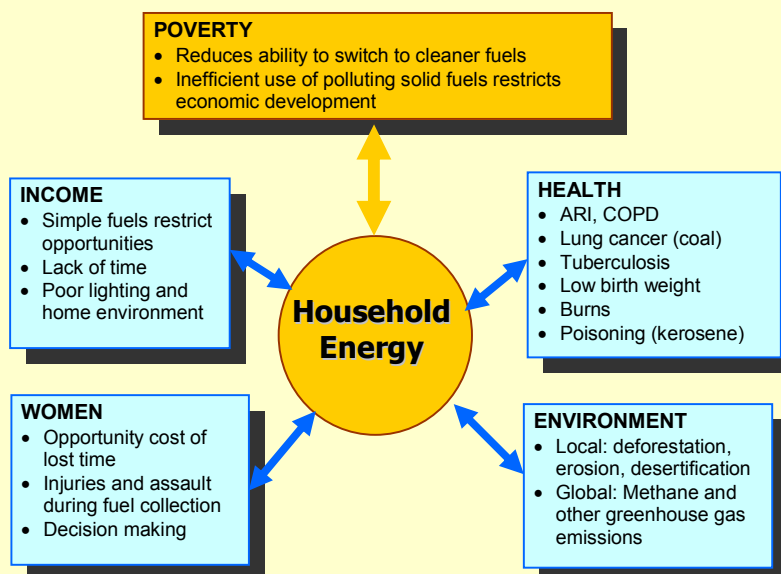 POVERTY
• Reduces ability to switch to cleaner fuels
• Inefficient use of polluting solid fuels restricts
economic development
INCOME
• Simple fuels restrict
opportunities
• Lack of time
• Poor lighting and
home environment
HEALTH
• ARI, COPD
• Lung cancer (coal)
• Tuberculosis
• Low birth weight
• Burns
• Poisoning (kerosene)
Household
Energy
WOMEN
• Opportunity cost of
lost time
• Injuries and assault
during fuel collection
• Decision making
ENVIRONMENT
• Local: deforestation,
erosion, desertification
• Global: Methane and
other greenhouse gas
emissions